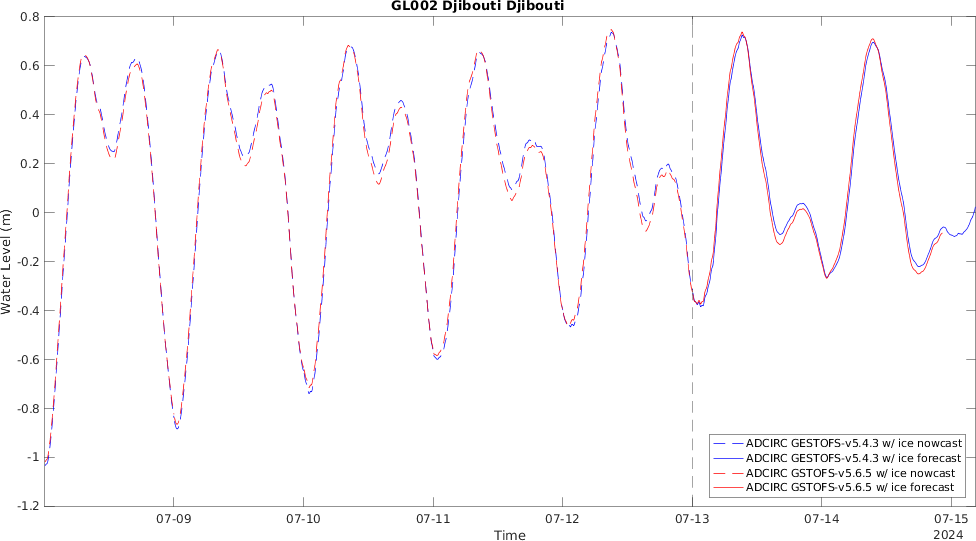 GL002 Djibouti Djibouti
0.8
0.6
0.4
0.2
0
-0.2
-0.4
-0.6
-0.8
-1
-1.2
Water Level (m)
07-09
07-10
07-11
07-12
07-13
07-14
07-15
Time
2024
ADCIRC GESTOFS-v5.4.3 w/ ice nowcast
ADCIRC GESTOFS-v5.4.3 w/ ice forecast
ADCIRC GSTOFS-v5.6.5 w/ ice nowcast
ADCIRC GSTOFS-v5.6.5 w/ ice forecast